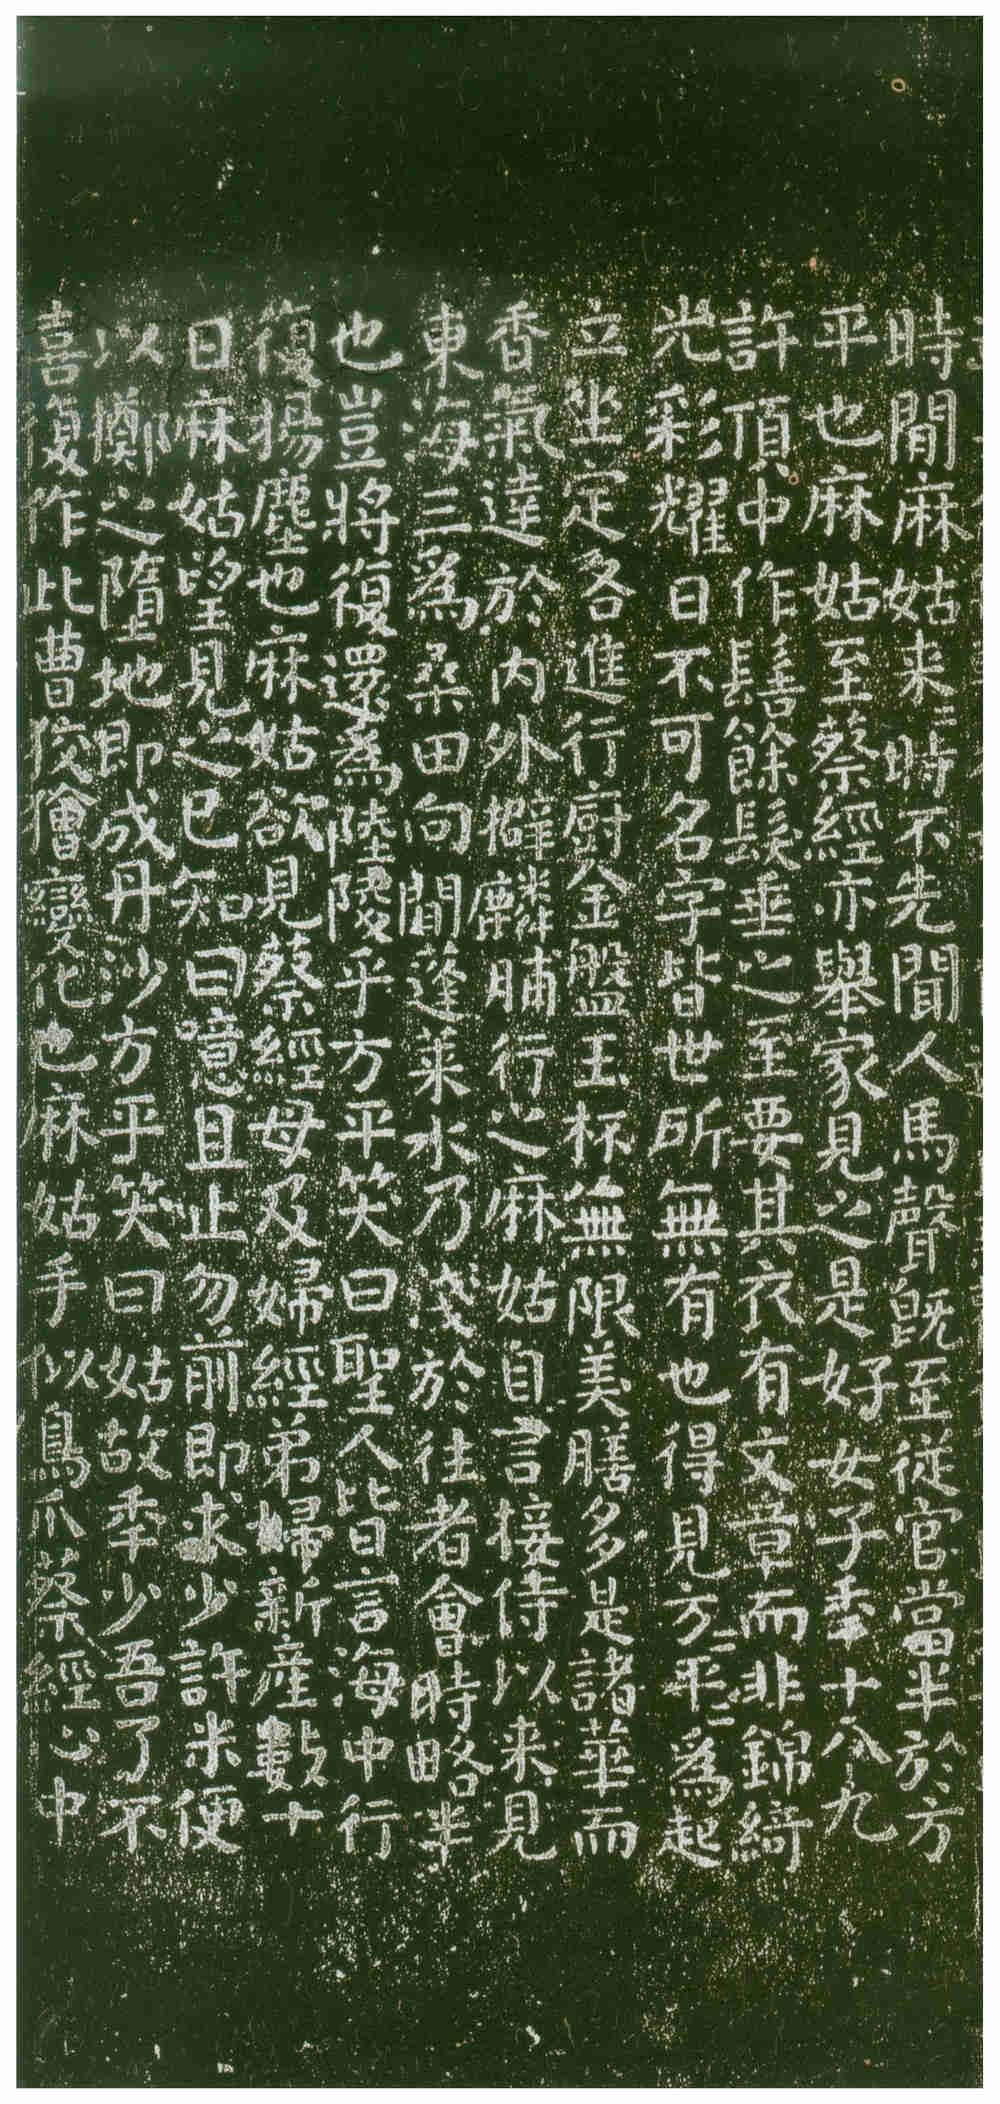 時間麻姑来〻時不先聞人馬聲既至從官當半於方
平也麻姑至蔡經亦舉家見之是好女子秊十八九
許頂中作髻餘髮垂之至要其衣有文章而非錦綺
光彩耀日不可名字皆世所無有也得見方〻平〻爲起
立坐定各進行厨金盤玉杯無限美膳多是諸華而
香氣達於内外擗麟脯行之麻姑自言接侍以来見
東海三爲桑田向間蓬莱水乃淺於往者會時略半
也豈將復還爲陸陵乎方平笑曰聖人皆言海中行
復揚塵也麻姑欲見蔡經母及婦經弟婦新産數十
日麻姑望見之已知曰噫且止勿前即求少許米便
以擲之墮地即成丹沙方平笑曰姑故秊少吾了不
喜復作此曹狡獪變化也麻姑手似鳥爪蔡經心中